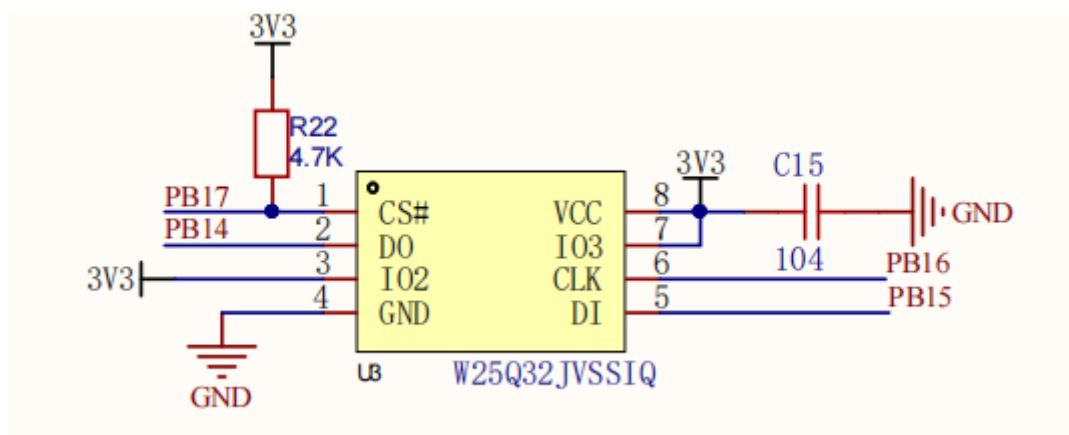 3V3
R22
4.7K
PB17
1
CS#
PB14
2
DO
3V3
3
IO2
4
GND
GND
3V3
C15
VCC
8
GND
IO3
7
104
CLK
6
PB16
DI
5
PB15
U3
W25Q32JVSSIQ